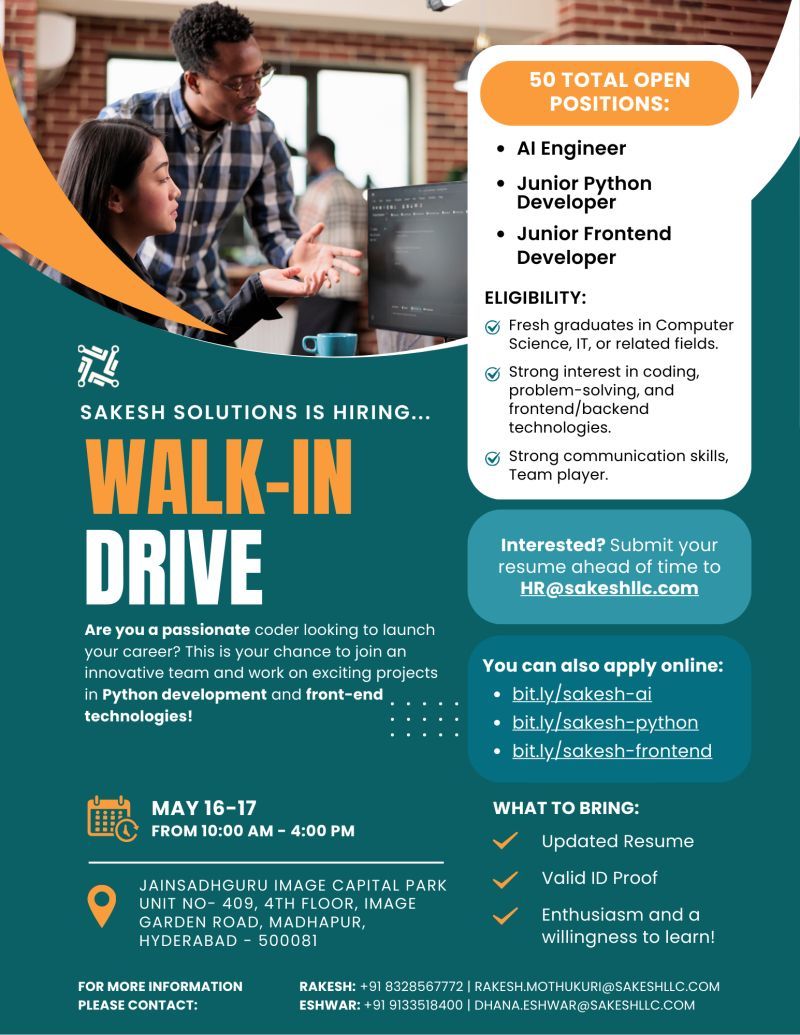 50 TOTAL OPEN
POSITIONS:
• AI Engineer
• Junior Python
Developer
• Junior Frontend
Developer
ELIGIBILITY:
Fresh graduates in Computer
Science, IT, or related fields.
Strong interest in coding,
problem-solving, and
frontend/backend
technologies.
Strong communication skills,
Team player.
SAKESH SOLUTIONS IS HIRING...
WALK-IN
DRIVE
Are you a passionate coder looking to launch
your career? This is your chance to join an
innovative team and work on exciting projects
in Python development and front-end
technologies!
Interested? Submit your
resume ahead of time to
HR@sakeshllc.com
You can also apply online:
• bit.ly/sakesh-ai
• bit.ly/sakesh-python
• bit.ly/sakesh-frontend
MAY 16-17
FROM 10:00 AM - 4:00 PM
JAINSADHGURU IMAGE CAPITAL PARK
UNIT NO- 409, 4TH FLOOR, IMAGE
GARDEN ROAD, MADHAPUR,
HYDERABAD - 500081
WHAT TO BRING:
Updated Resume
Valid ID Proof
Enthusiasm and a
willingness to learn!
FOR MORE INFORMATION
PLEASE CONTACT:
RAKESH: +91 8328567772 | RAKESH.MOTHUKURI@SAKESHLLC.COM
ESHWAR: +91 9133518400 | DHANA.ESHWAR@SAKESHLLC.COM